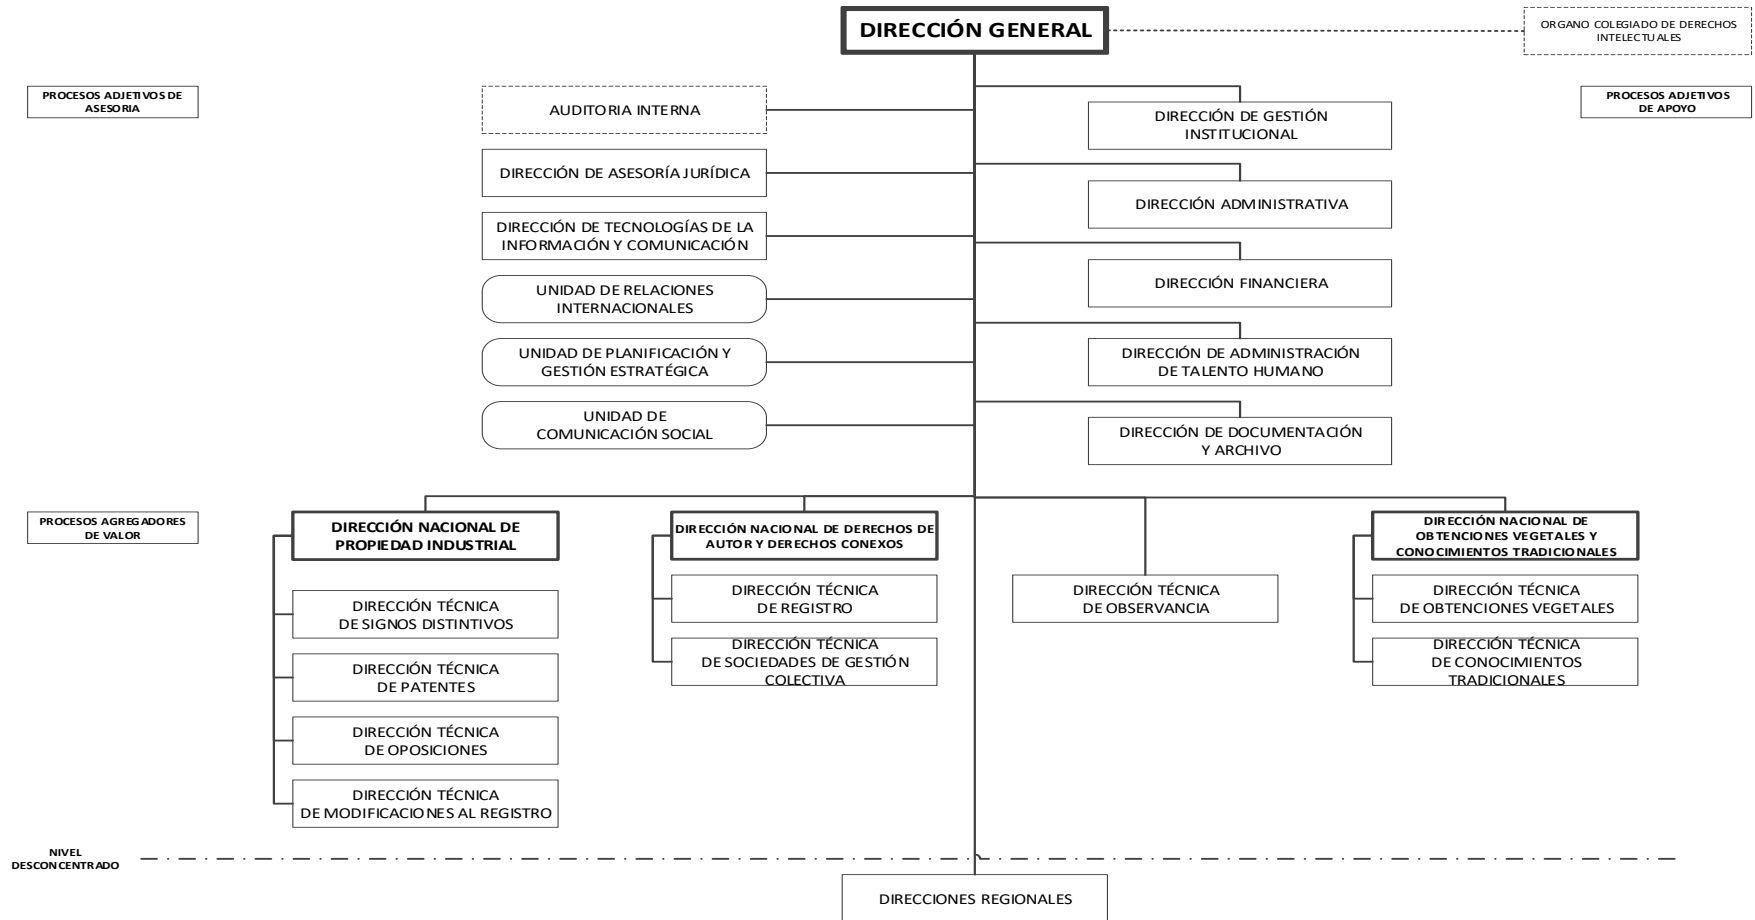 DIRECCIÓN GENERAL
ORGANO COLEGIADO DE DERECHOS
INTELECTUALES
PROCESOS ADJETIVOS DE
ASESORIA
PROCESOS ADJETIVOS
DE APOYO
AUDITORIA INTERNA
DIRECCIÓN DE ASESORÍA JURÍDICA
DIRECCIÓN DE TECNOLOGÍAS DE LA
INFORMACIÓN Y COMUNICACIÓN
UNIDAD DE RELACIONES
INTERNACIONALES
UNIDAD DE PLANIFICACIÓN Y
GESTIÓN ESTRATÉGICA
UNIDAD DE
COMUNICACIÓN SOCIAL
DIRECCIÓN DE GESTIÓN
INSTITUCIONAL
DIRECCIÓN ADMINISTRATIVA
DIRECCIÓN FINANCIERA
DIRECCIÓN DE ADMINISTRACIÓN
DE TALENTO HUMANO
DIRECCIÓN DE DOCUMENTACIÓN
Y ARCHIVO
PROCESOS AGREGADORES
DE VALOR
DIRECCIÓN NACIONAL DE
PROPIEDAD INDUSTRIAL
DIRECCIÓN TÉCNICA
DE SIGNOS DISTINTIVOS
DIRECCIÓN TÉCNICA
DE PATENTES
DIRECCIÓN TÉCNICA
DE OPOSICIONES
DIRECCIÓN TÉCNICA
DE MODIFICACIONES AL REGISTRO
DIRECCIÓN NACIONAL DE DERECHOS DE
AUTOR Y DERECHOS CONEXOS
DIRECCIÓN TÉCNICA
DE REGISTRO
DIRECCIÓN TÉCNICA
DE SOCIEDADES DE GESTIÓN
COLECTIVA
DIRECCIÓN TÉCNICA
DE OBSERVANCIA
DIRECCIÓN NACIONAL DE
OBTENCIONES VEGETALES Y
CONOCIMIENTOS TRADICIONALES
DIRECCIÓN TÉCNICA
DE OBTENCIONES VEGETALES
DIRECCIÓN TÉCNICA
DE CONOCIMIENTOS
TRADICIONALES
NIVEL
DESCONCENTRADO
DIRECCIONES REGIONALES